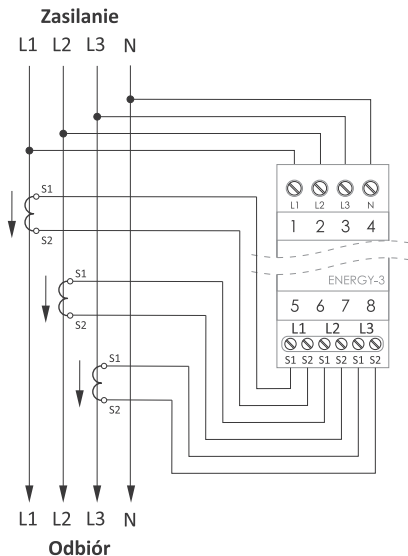 Zasilanie
L1 L2 L3 N
L1 L2 L3 N
1 2 3 4
S1
S2
S1
S2
ENERGY-3
5 6 7 8
L1 L2 L3
S1 S2 S1 S2 S1 S2
S1
S2
L1 L2 L3 N
Odbiór